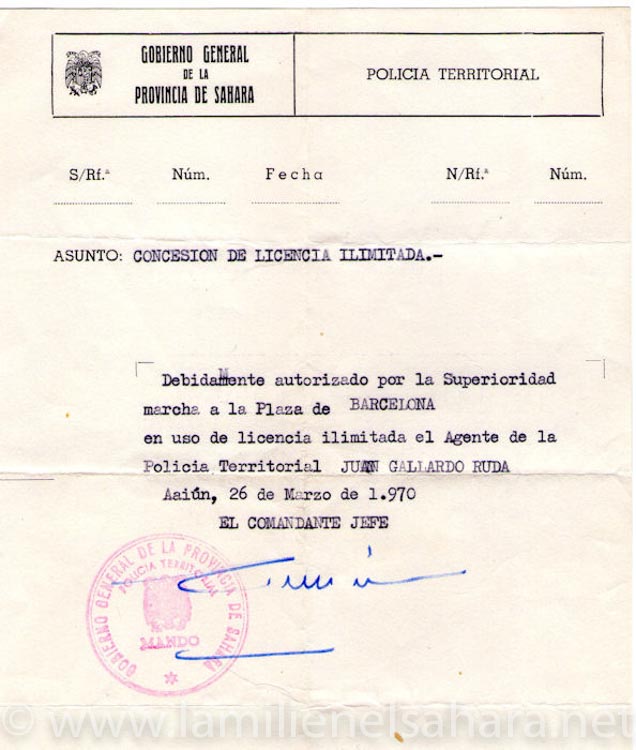 GOBIERNO GENERAL
DE LA
PROVINCIA DE SAHARA
POLICIA TERRITORIAL
S/Rf.ª Núm. Fecha N/Rf.ª Núm.
ASUNTO: CONCESION DE LICENCIA ILIMITADA.-
DebidaMente autorizado por la Superioridad
marcha a la Plaza de BARCELONA
en uso de licencia ilimitada el Agente de la
Policia Territorial JUAN GALLARDO RUDA
Aaiún, 26 de Marzo de 1.970
EL COMANDANTE JEFE
GOBIERNO GENERAL DE LA PROVINCIA DE SAHARA
POLICIA TERRITORIAL
MANDO
© www.lamilienelsahara.net